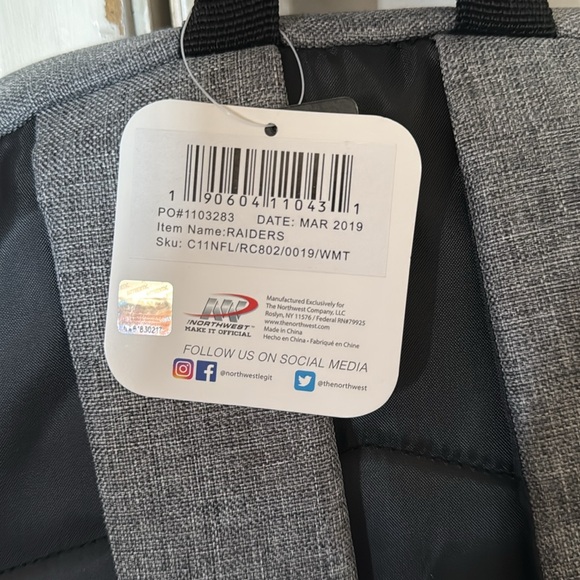 1 90604 11043 1
PO#1103283 DATE: MAR 2019
Item Name:RAIDERS
Sku: C11NFL/RC802/0019/WMT
NORTHWEST™
MAKE IT OFFICIAL
Manufactured Exclusively for
The Northwest Company, LLC
Roslyn, NY 11576 / Federal RN#79925
www.thenorthwest.com
Made in China
Hecho en China • Fabriqué en Chine
FOLLOW US ON SOCIAL MEDIA
@northwestlegit @thenorthwest